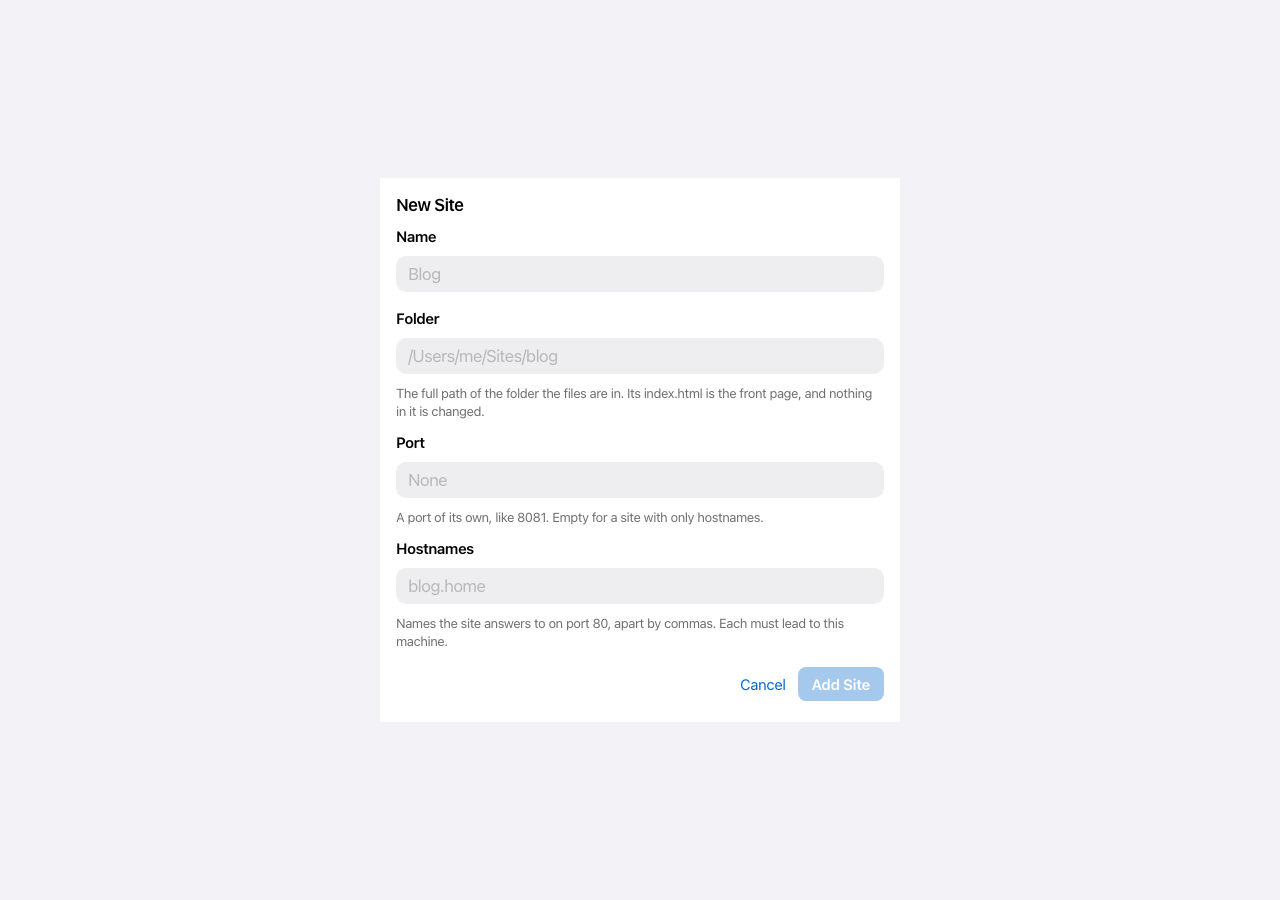 New Site
Name
Blog
Folder
/Users/me/Sites/blog
The full path of the folder the files are in. Its index.html is the front page, and nothing
in it is changed.
Port
None
A port of its own, like 8081. Empty for a site with only hostnames.
Hostnames
blog.home
Names the site answers to on port 80, apart by commas. Each must lead to this
machine.
Cancel
Add Site